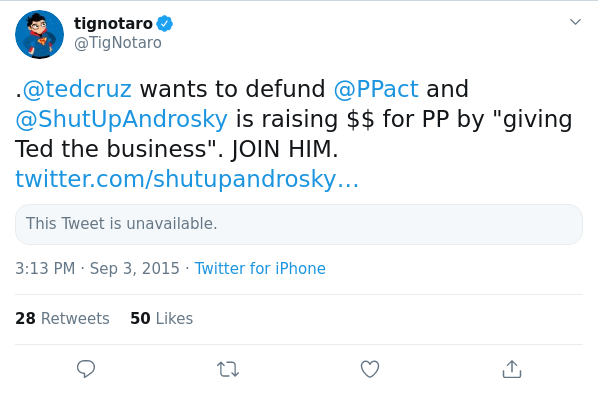 tignotaro
@TigNotaro
.@tedcruz wants to defund @PPact and
@ShutUpAndrosky is raising $$ for PP by "giving
Ted the business". JOIN HIM.
twitter.com/shutupandrosky…
This Tweet is unavailable.
3:13 PM · Sep 3, 2015 · Twitter for iPhone
28 Retweets 50 Likes